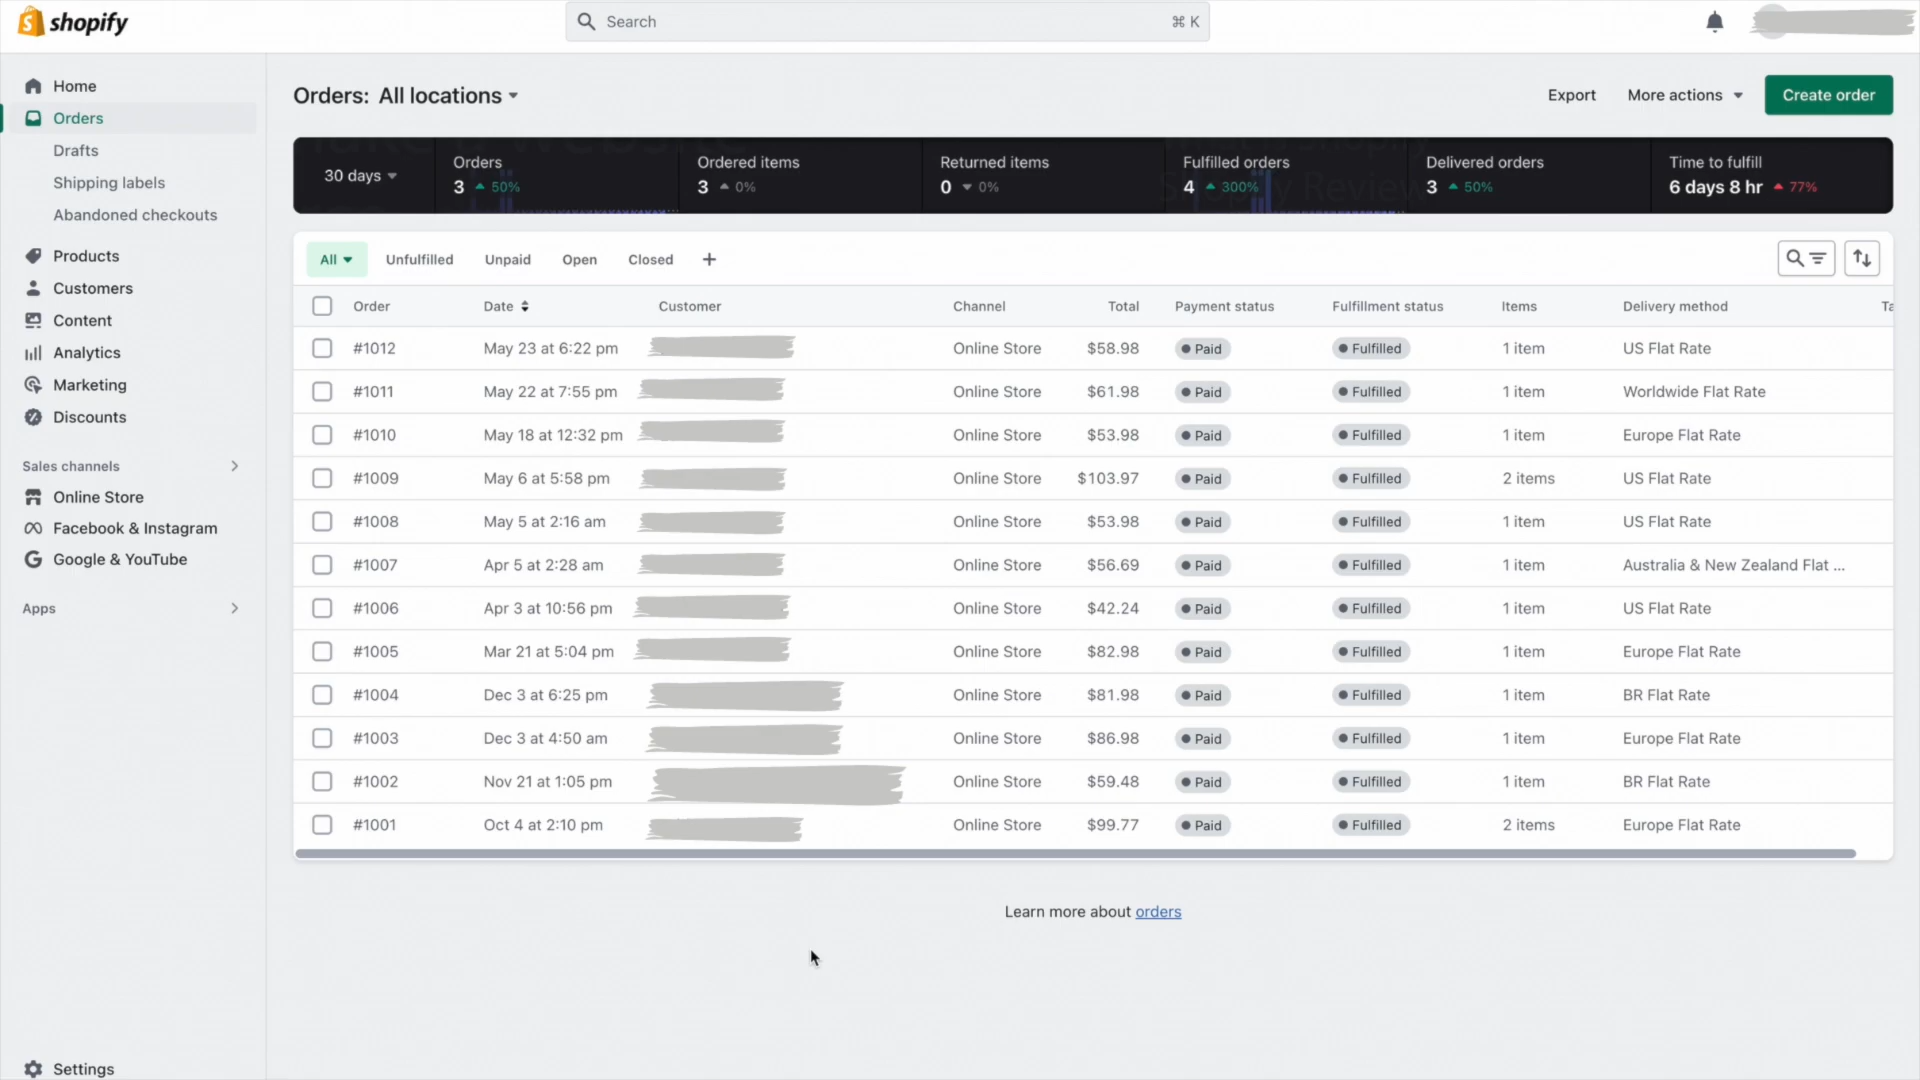 shopify
Search ⌘ K
Home
Orders
Drafts
Shipping labels
Abandoned checkouts
Products
Customers
Content
Analytics
Marketing
Discounts
Sales channels
Online Store
Facebook & Instagram
Google & YouTube
Apps
Settings
Orders: All locations
Export More actions Create order
30 days
Orders
3 50%
Ordered items
3 0%
Returned items
0 0%
Fulfilled orders
4 300%
Delivered orders
3 50%
Time to fulfill
6 days 8 hr 77%
All Unfulfilled Unpaid Open Closed +
Order Date Customer Channel Total Payment status Fulfillment status Items Delivery method Ta
#1012 May 23 at 6:22 pm Online Store $58.98 Paid Fulfilled 1 item US Flat Rate
#1011 May 22 at 7:55 pm Online Store $61.98 Paid Fulfilled 1 item Worldwide Flat Rate
#1010 May 18 at 12:32 pm Online Store $53.98 Paid Fulfilled 1 item Europe Flat Rate
#1009 May 6 at 5:58 pm Online Store $103.97 Paid Fulfilled 2 items US Flat Rate
#1008 May 5 at 2:16 am Online Store $53.98 Paid Fulfilled 1 item US Flat Rate
#1007 Apr 5 at 2:28 am Online Store $56.69 Paid Fulfilled 1 item Australia & New Zealand Flat ...
#1006 Apr 3 at 10:56 pm Online Store $42.24 Paid Fulfilled 1 item US Flat Rate
#1005 Mar 21 at 5:04 pm Online Store $82.98 Paid Fulfilled 1 item Europe Flat Rate
#1004 Dec 3 at 6:25 pm Online Store $81.98 Paid Fulfilled 1 item BR Flat Rate
#1003 Dec 3 at 4:50 am Online Store $86.98 Paid Fulfilled 1 item Europe Flat Rate
#1002 Nov 21 at 1:05 pm Online Store $59.48 Paid Fulfilled 1 item BR Flat Rate
#1001 Oct 4 at 2:10 pm Online Store $99.77 Paid Fulfilled 2 items Europe Flat Rate
Learn more about orders